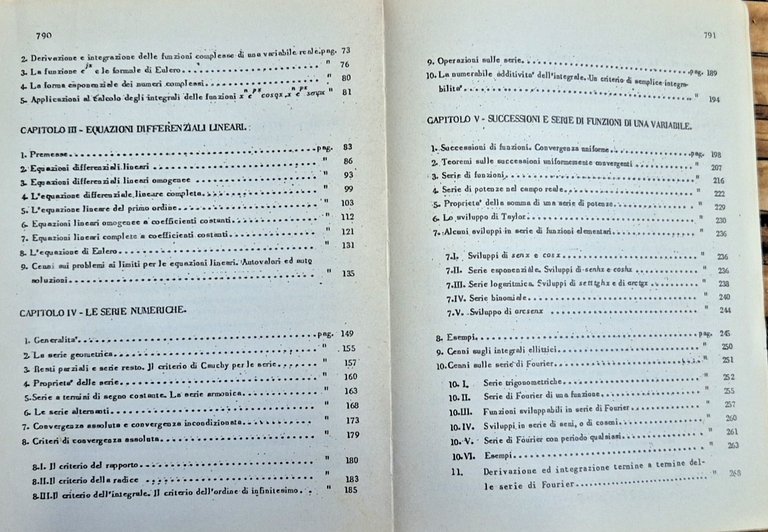 790
2. Derivazione e integrazione delle funzioni complesse di una variabile reale.pag. 73
3. La funzione e^jx e le formule di Eulero........ " 76
4. La forma esponenziale dei numeri complessi........ " 80
5. Applicazioni al calcolo degli integrali delle funzioni x^n e^px cosqx, x^n e^px senqx " 81
CAPITOLO III - EQUAZIONI DIFFERENZIALI LINEARI.
1. Premesse........pag. 83
2. Equazioni differenziali lineari........ " 86
3. Equazioni differenziali lineari omogenee........ " 93
4. L'equazione differenziale lineare completa........ " 99
5. L'equazione lineare del primo ordine........ " 103
6. Equazioni lineari omogenee a coefficienti costanti........ " 112
7. Equazioni lineari complete a coefficienti costanti........ " 121
8. L'equazione di Eulero........ " 131
9. Cenni sui problemi ai limiti per le equazioni lineari. Autovalori ed auto
soluzioni........ " 135
CAPITOLO IV - LE SERIE NUMERICHE.
1. Generalita'........pag. 149
2. La serie geometrica........ " 155
3. Resti parziali e serie resto. Il criterio di Cauchy per le serie........ " 157
4. Proprieta' delle serie........ " 160
5.Serie a termini di segno costante. La serie armonica........ " 163
6. Le serie alternanti........ " 168
7. Convergenza assoluta e convergenza incondizionata........ " 173
8. Criteri di convergenza assoluta........ " 179
8.I. Il criterio del rapporto........ " 180
8.II.Il criterio della radice........ " 183
8.III.Il criterio dell'integrale. Il criterio dell'ordine di infinitesimo. . " 185
791
9. Operazioni sulle serie........pag. 189
10. La numerabile additivita' dell'integrale. Un criterio di semplice integra-
bilita'........ " 194
CAPITOLO V - SUCCESSIONI E SERIE DI FUNZIONI DI UNA VARIABILE.
1. Successioni di funzioni. Convergenza uniforme........pag. 198
2. Teoremi sulle successioni uniformemente convergenti........ " 207
3. Serie di funzioni........ " 216
4. Serie di potenze nel campo reale........ " 222
5. Proprieta' della somma di una serie di potenze........ " 229
6. Lo sviluppo di Taylor........ " 230
7. Alcuni sviluppi in serie di funzioni elementari........ " 236
7.I. Sviluppi di senx e cosx........ " 236
7.II. Serie esponenziale. Sviluppi di senhx e coshx........ " 236
7.III. Serie logaritmica. Sviluppi di settghx e di arctgx........ " 238
7.IV. Serie binomiale........ " 240
7.V. Sviluppo di arcsenx........ " 244
8. Esempi........pag. 245
9. Cenni sugli integrali ellittici........ " 250
10.Cenni sulle serie di Fourier........ " 251
10. I. Serie trigonometriche........ " 252
10.II. Serie di Fourier di una funzione........ " 255
10.III. Funzioni sviluppabili in serie di Fourier........ " 257
10.IV. Sviluppi in serie di seni, o di coseni........ " 260
10.V. Serie di Fourier con periodo qualsiasi........ " 261
10.VI. Esempi........ " 263
11. Derivazione ed integrazione termine a termine del-
le serie di Fourier........ " 268